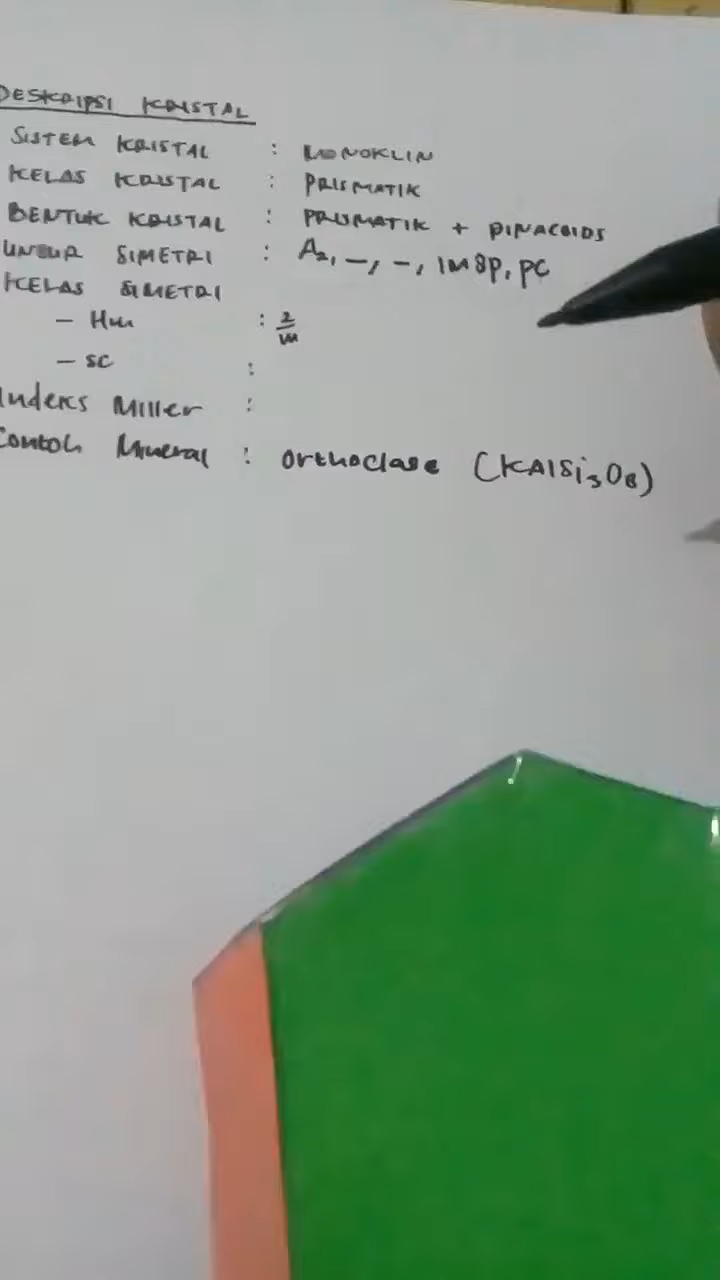 DESKRIPSI KRISTAL
SISTEM KRISTAL : MONOKLIN
KELAS KRISTAL : PRISMATIK
BENTUK KRISTAL : PRISMATIK + PINACOIDS
UNSUR SIMETRI : A₂, –, –, 1M8P, PC
KELAS SIMETRI
– Hm : 2/m
– SC :
Indeks Miller :
Contoh Mineral : Orthoclase (KAlSi₃O₈)